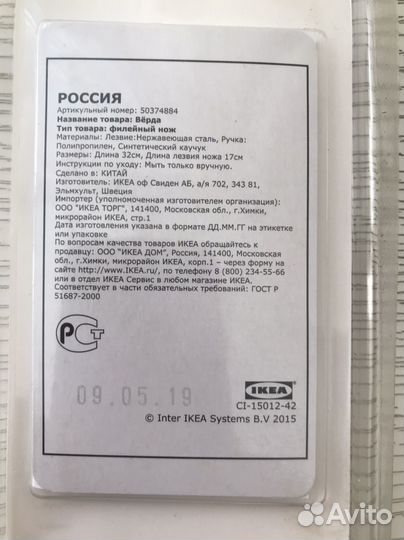 РОССИЯ
Артикульный номер: 50374884
Название товара: Вёрда
Тип товара: филейный нож
Материалы: Лезвие:Нержавеющая сталь, Ручка:
Полипропилен, Синтетический каучук
Размеры: Длина 32см, Длина лезвия ножа 17см
Инструкции по уходу: Мыть только вручную.
Сделано в: КИТАЙ
Изготовитель: ИКЕА оф Свиден АБ, а/я 702, 343 81,
Эльмхульт, Швеция
Импортер (уполномоченная изготовителем организация):
ООО "ИКЕА ТОРГ", 141400, Московская обл., г.Химки,
микрорайон ИКЕА, стр.1
Дата изготовления указана в формате ДД.ММ.ГГ на этикетке
или упаковке
По вопросам качества товаров ИКЕА обращайтесь к
продавцу: ООО "ИКЕА ДОМ", Россия, 141400, Московская
обл., г.Химки, микрорайон ИКЕА, корп.1 – через форму на
сайте http://www.IKEA.ru/, по телефону 8 (800) 234-55-66
или в отдел ИКЕА Сервис в любом магазине ИКЕА.
Соответствует в части обязательных требований: ГОСТ Р
51687-2000
РСТ
09.05.19
IKEA
CI-15012-42
© Inter IKEA Systems B.V 2015
Avito